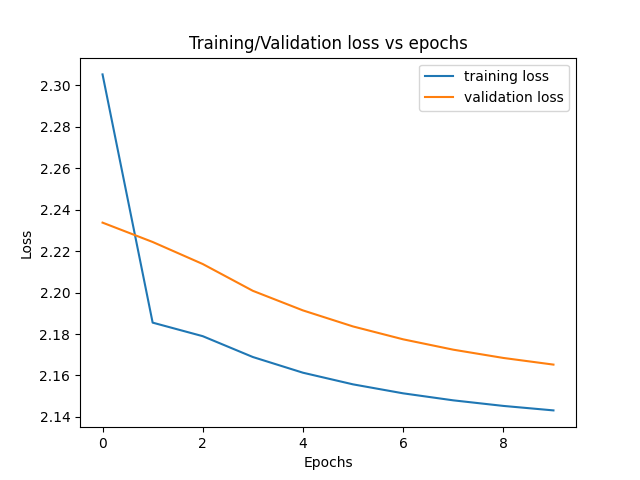 Training/Validation loss vs epochs
training loss
validation loss
2.30
2.28
2.26
2.24
2.22
2.20
2.18
2.16
2.14
Loss
0 2 4 6 8
Epochs